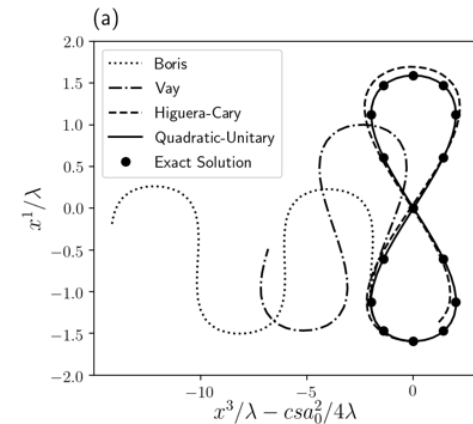 (a)
2.0
1.5
1.0
0.5
0.0
−0.5
−1.0
−1.5
−2.0
x¹/λ
Boris
Vay
Higuera-Cary
Quadratic-Unitary
Exact Solution
−10 −5 0
x³/λ − csa₀²/4λ